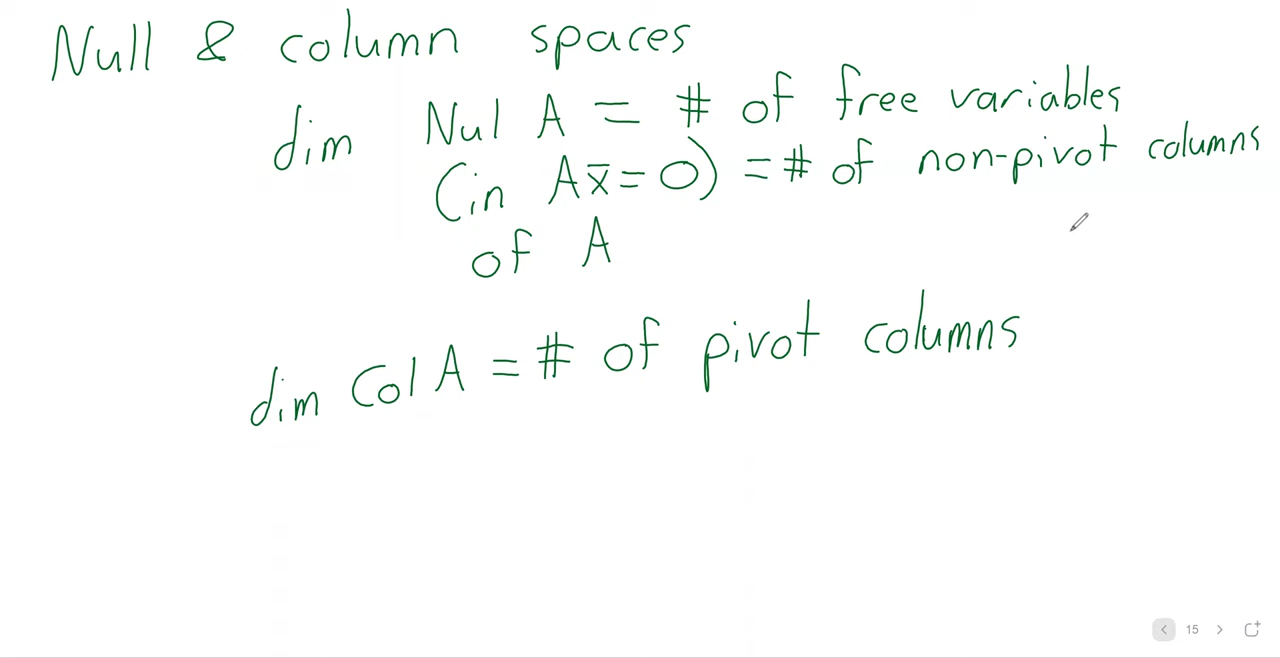 Null & column spaces
dim Nul A = # of free variables
(in Ax̄=0) = # of non-pivot columns
of A
dim Col A = # of pivot columns
15